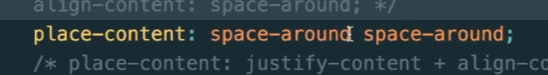 align-content: space-around; */
place-content: space-around space-around;
/* place-content: justify-content + align-co